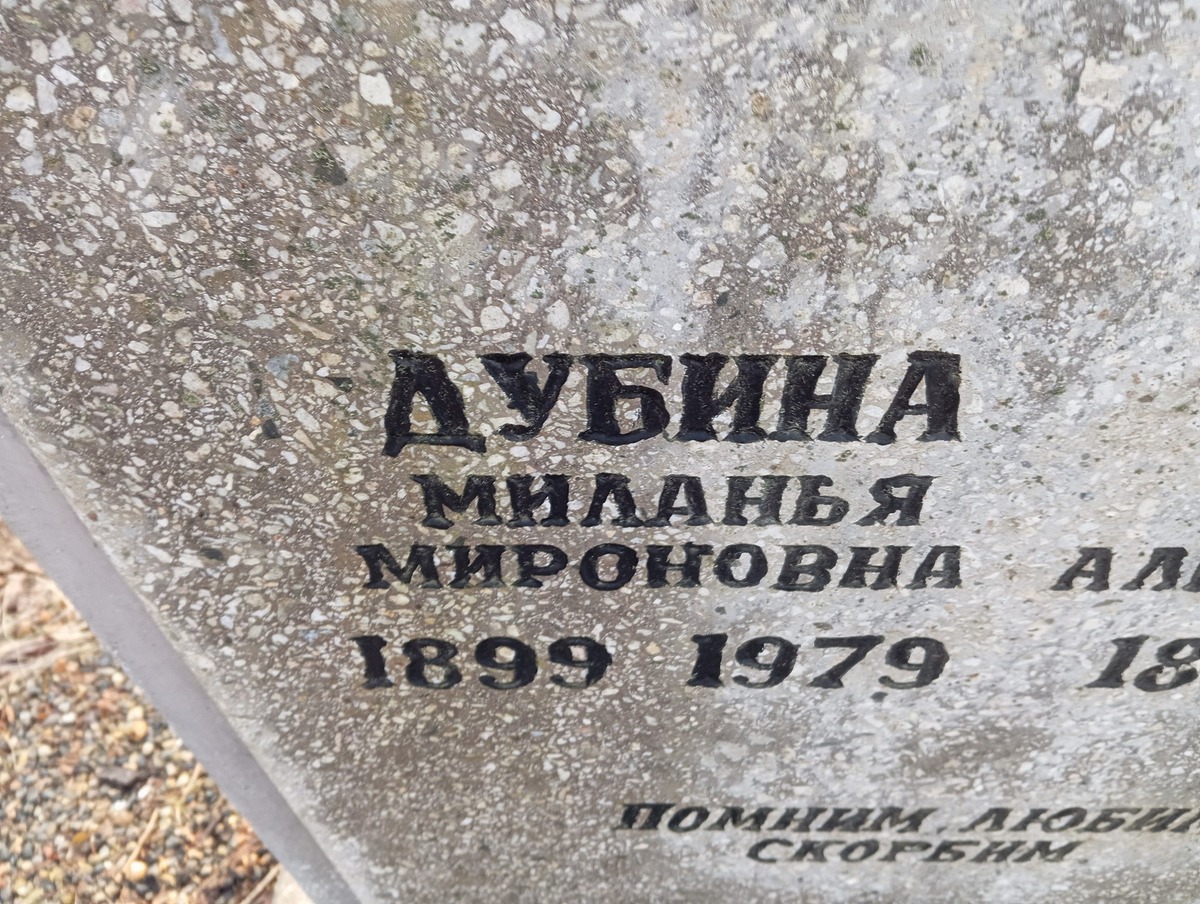 ДУБИНА
МИЛАНЬЯ
МИРОНОВНА
1899 1979
ПОМНИМ, ЛЮБИМ
СКОРБИМ